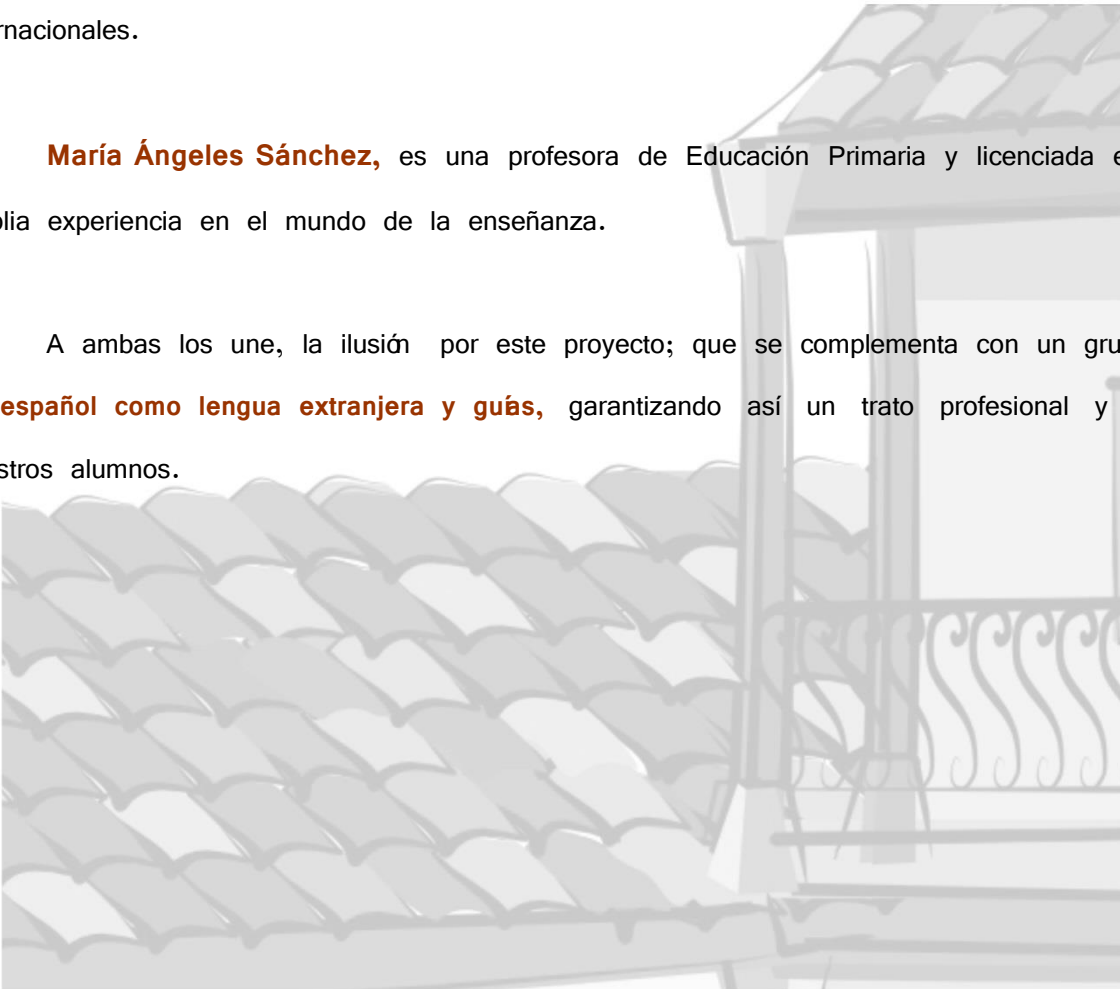 rnacionales.
María Ángeles Sánchez, es una profesora de Educación Primaria y licenciada e
lia experiencia en el mundo de la enseñanza.
A ambas los une, la ilusión por este proyecto; que se complementa con un gru
español como lengua extranjera y guías, garantizando así un trato profesional y
stros alumnos.